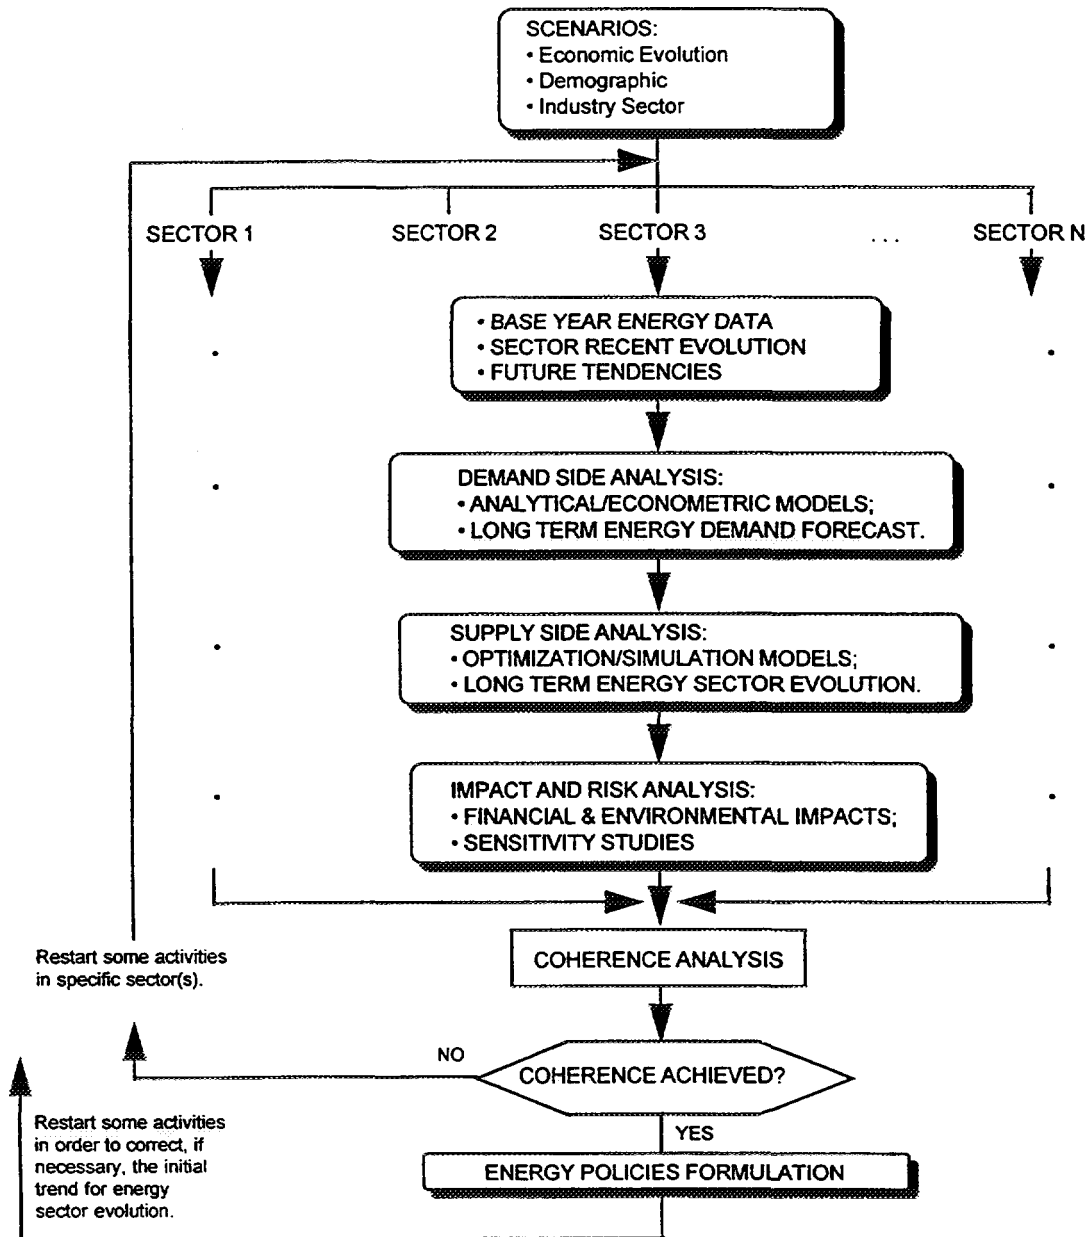 SCENARIOS:
• Economic Evolution
• Demographic
• Industry Sector
SECTOR 1
SECTOR 2
SECTOR 3
...
SECTOR N
• BASE YEAR ENERGY DATA
• SECTOR RECENT EVOLUTION
• FUTURE TENDENCIES
DEMAND SIDE ANALYSIS:
• ANALYTICAL/ECONOMETRIC MODELS;
• LONG TERM ENERGY DEMAND FORECAST.
SUPPLY SIDE ANALYSIS:
• OPTIMIZATION/SIMULATION MODELS;
• LONG TERM ENERGY SECTOR EVOLUTION.
IMPACT AND RISK ANALYSIS:
• FINANCIAL & ENVIRONMENTAL IMPACTS;
• SENSITIVITY STUDIES
Restart some activities
in specific sector(s).
COHERENCE ANALYSIS
NO
COHERENCE ACHIEVED?
YES
Restart some activities
in order to correct, if
necessary, the initial
trend for energy
sector evolution.
ENERGY POLICIES FORMULATION